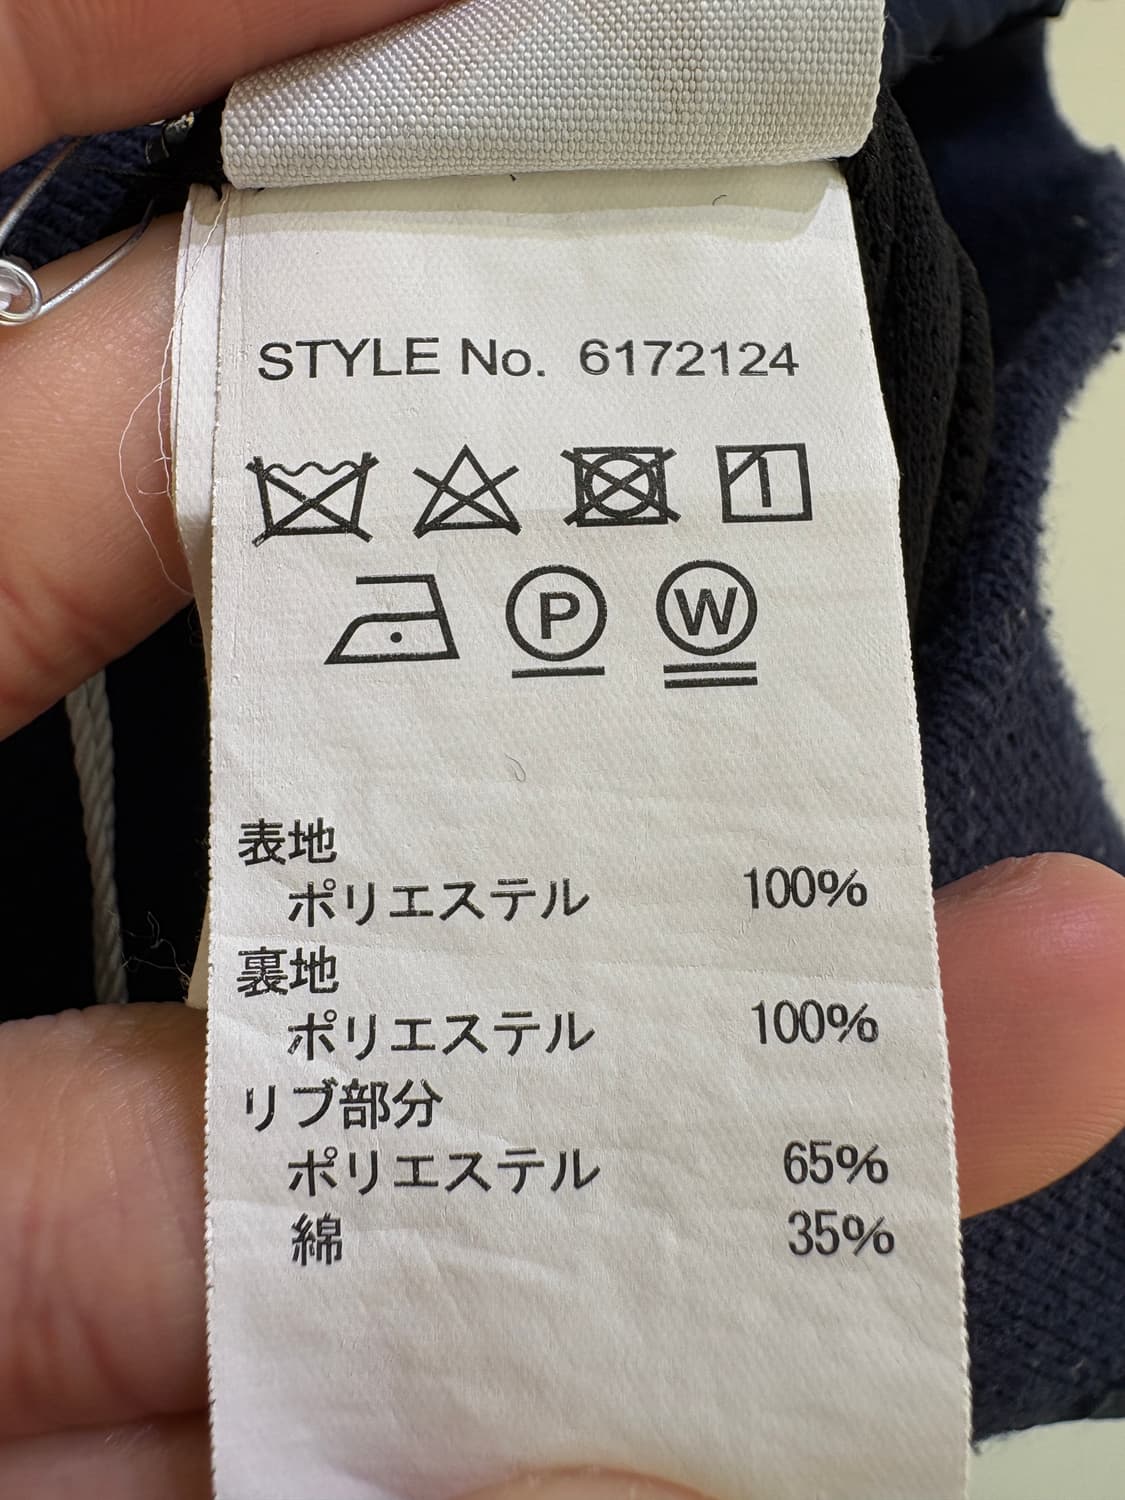 STYLE No. 6172124
P W
表地
ポリエステル 100%
裏地
ポリエステル 100%
リブ部分
ポリエステル 65%
綿 35%